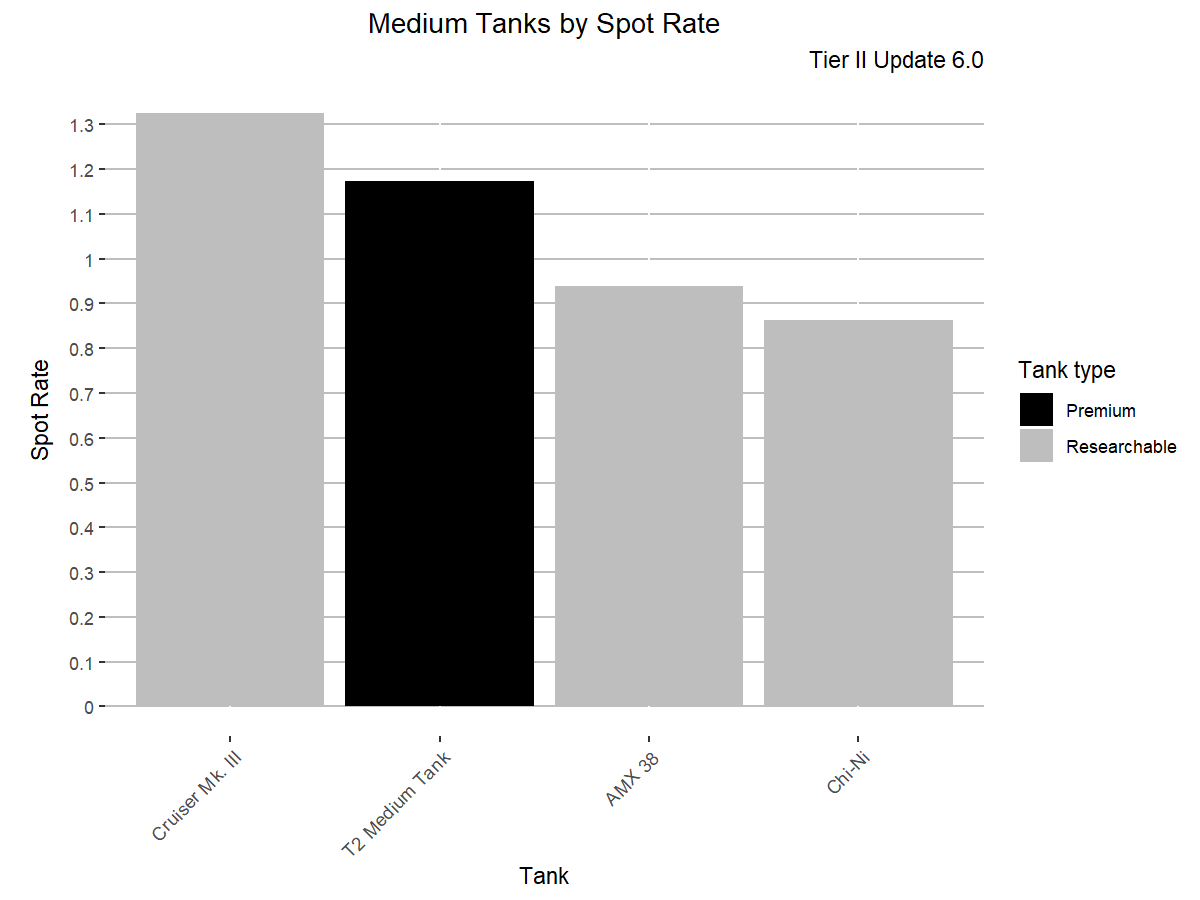 Medium Tanks by Spot Rate
Tier II Update 6.0
1.3
1.2
1.1
1
0.9
0.8
0.7
0.6
0.5
0.4
0.3
0.2
0.1
0
Spot Rate
Cruiser Mk. III
T2 Medium Tank
AMX 38
Chi-Ni
Tank
Tank type
Premium
Researchable